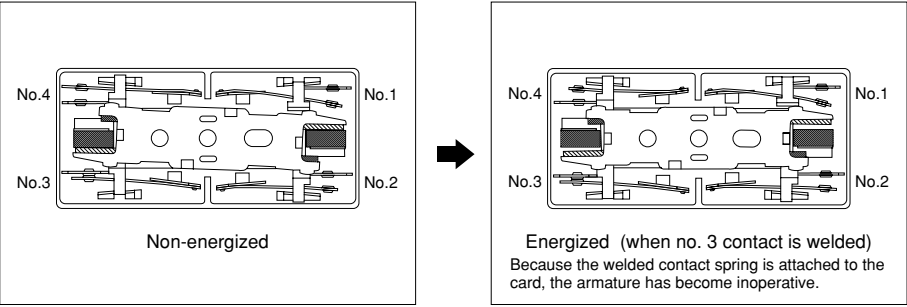 No.4
No.1
No.3
No.2
Non-energized
No.4
No.1
No.3
No.2
Energized (when no. 3 contact is welded)
Because the welded contact spring is attached to the
card, the armature has become inoperative.